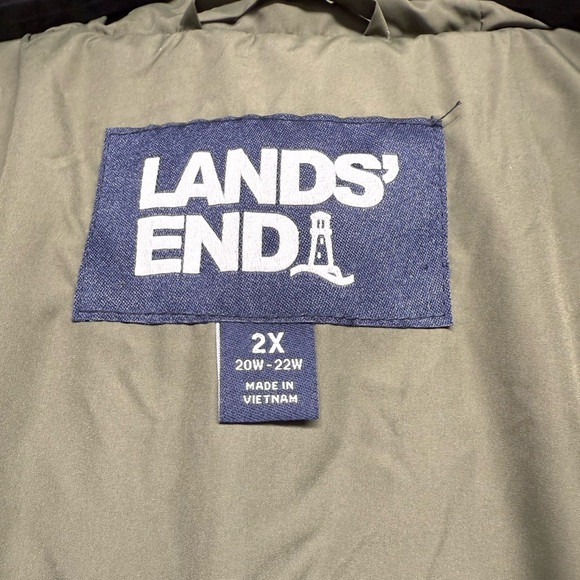 LANDS'
END
2X
20W-22W
MADE IN
VIETNAM